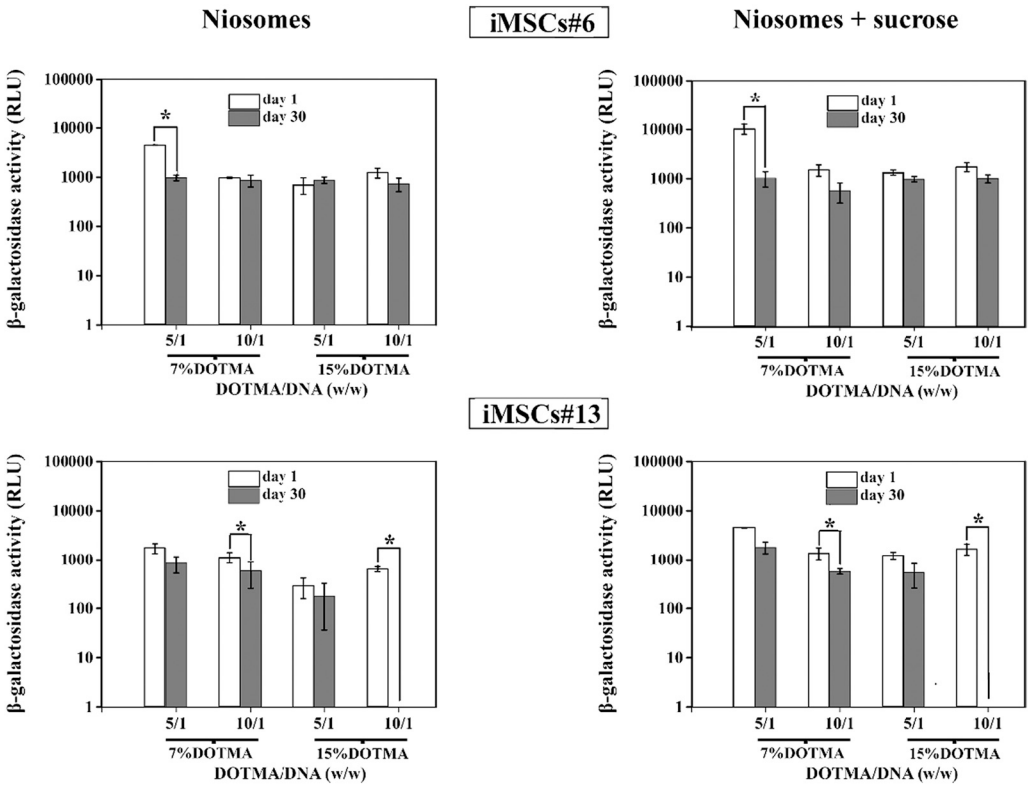 Niosomes
iMSCs#6
Niosomes + sucrose
β-galactosidase activity (RLU)
100000
10000
1000
100
10
1
day 1
day 30
*
5/1
10/1
5/1
10/1
7%DOTMA
15%DOTMA
DOTMA/DNA (w/w)
β-galactosidase activity (RLU)
100000
10000
1000
100
10
1
day 1
day 30
*
5/1
10/1
5/1
10/1
7%DOTMA
15%DOTMA
DOTMA/DNA (w/w)
iMSCs#13
β-galactosidase activity (RLU)
100000
10000
1000
100
10
1
day 1
day 30
*
*
5/1
10/1
5/1
10/1
7%DOTMA
15%DOTMA
DOTMA/DNA (w/w)
β-galactosidase activity (RLU)
100000
10000
1000
100
10
1
day 1
day 30
*
*
5/1
10/1
5/1
10/1
7%DOTMA
15%DOTMA
DOTMA/DNA (w/w)